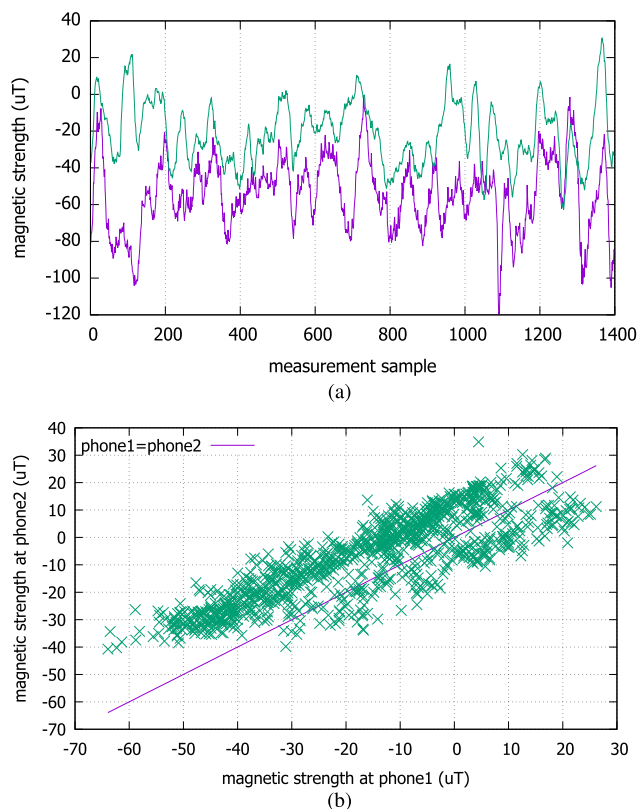 40
20
0
-20
-40
-60
-80
-100
-120
magnetic strength (uT)
0 200 400 600 800 1000 1200 1400
measurement sample
(a)
40
30
20
10
0
-10
-20
-30
-40
-50
-60
-70
magnetic strength at phone2 (uT)
phone1=phone2
-70 -60 -50 -40 -30 -20 -10 0 10 20 30
magnetic strength at phone1 (uT)
(b)